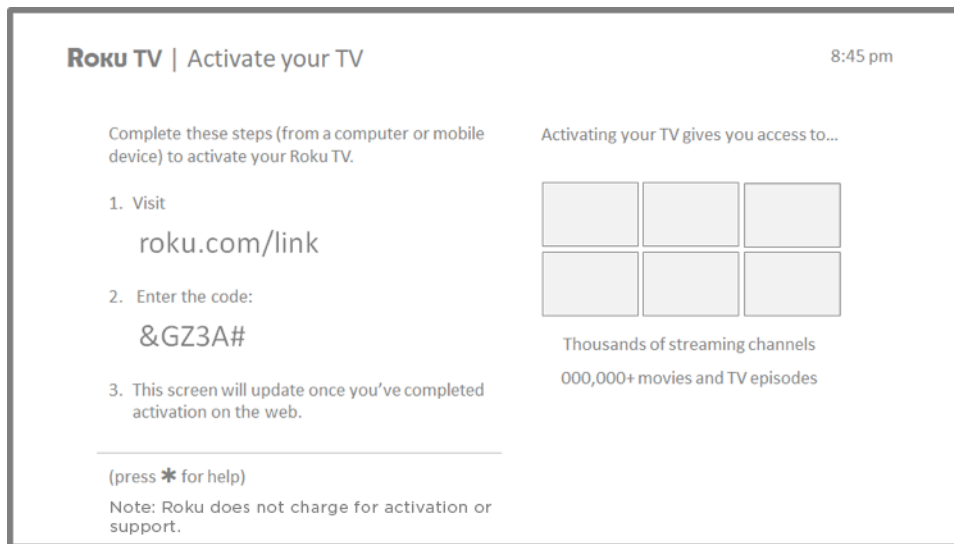 Roku TV | Activate your TV
8:45 pm
Complete these steps (from a computer or mobile
device) to activate your Roku TV.
1. Visit
roku.com/link
2. Enter the code:
&GZ3A#
3. This screen will update once you've completed
activation on the web.
(press ✱ for help)
Note: Roku does not charge for activation or
support.
Activating your TV gives you access to...
Thousands of streaming channels
000,000+ movies and TV episodes